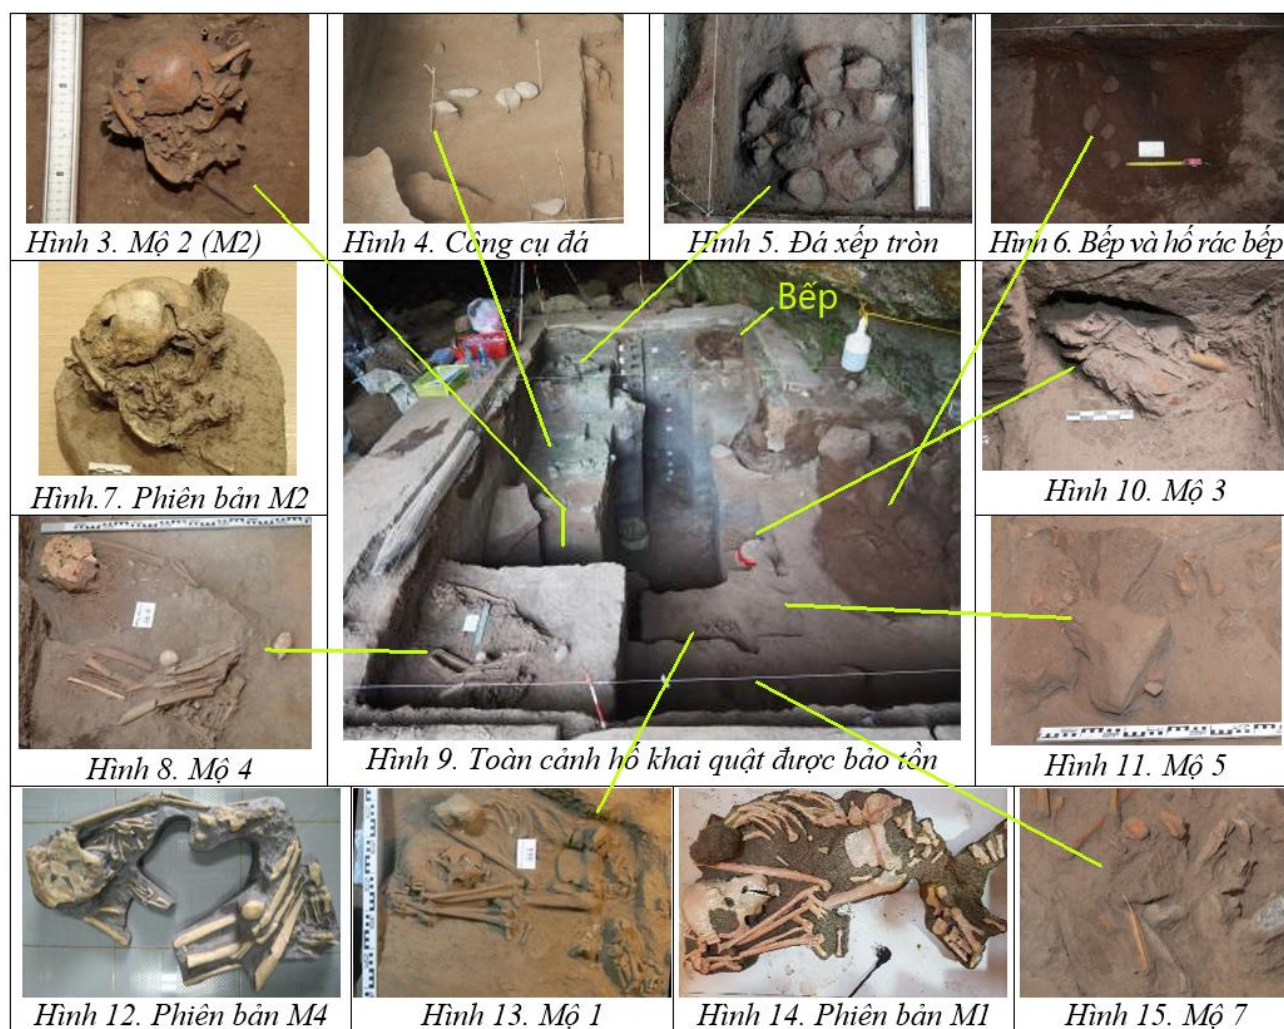 Hình 3. Mộ 2 (M2)
Hình 4. Công cụ đá
Hình 5. Đá xếp tròn
Hình 6. Bếp và hố rác bếp
Bếp
Hình.7. Phiên bản M2
Hình 10. Mộ 3
Hình 8. Mộ 4
Hình 9. Toàn cảnh hố khai quật được bảo tồn
Hình 11. Mộ 5
Hình 12. Phiên bản M4
Hình 13. Mộ 1
Hình 14. Phiên bản M1
Hình 15. Mộ 7